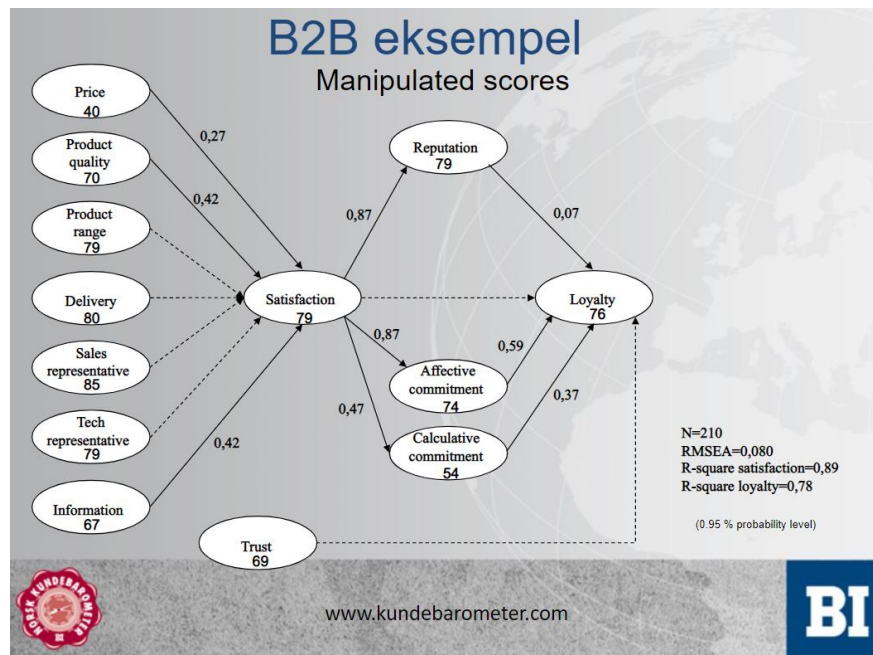 B2B eksempel
Manipulated scores
Price
40
Product
quality
70
Product
range
79
Delivery
80
Sales
representative
85
Tech
representative
79
Information
67
Trust
69
0,27
0,42
0,42
Satisfaction
79
0,87
0,87
0,47
Reputation
79
Affective
commitment
74
Calculative
commitment
54
0,07
0,59
0,37
Loyalty
76
N=210
RMSEA=0,080
R-square satisfaction=0,89
R-square loyalty=0,78
(0.95 % probability level)
NORSK KUNDEBAROMETER
BI
www.kundebarometer.com
BI